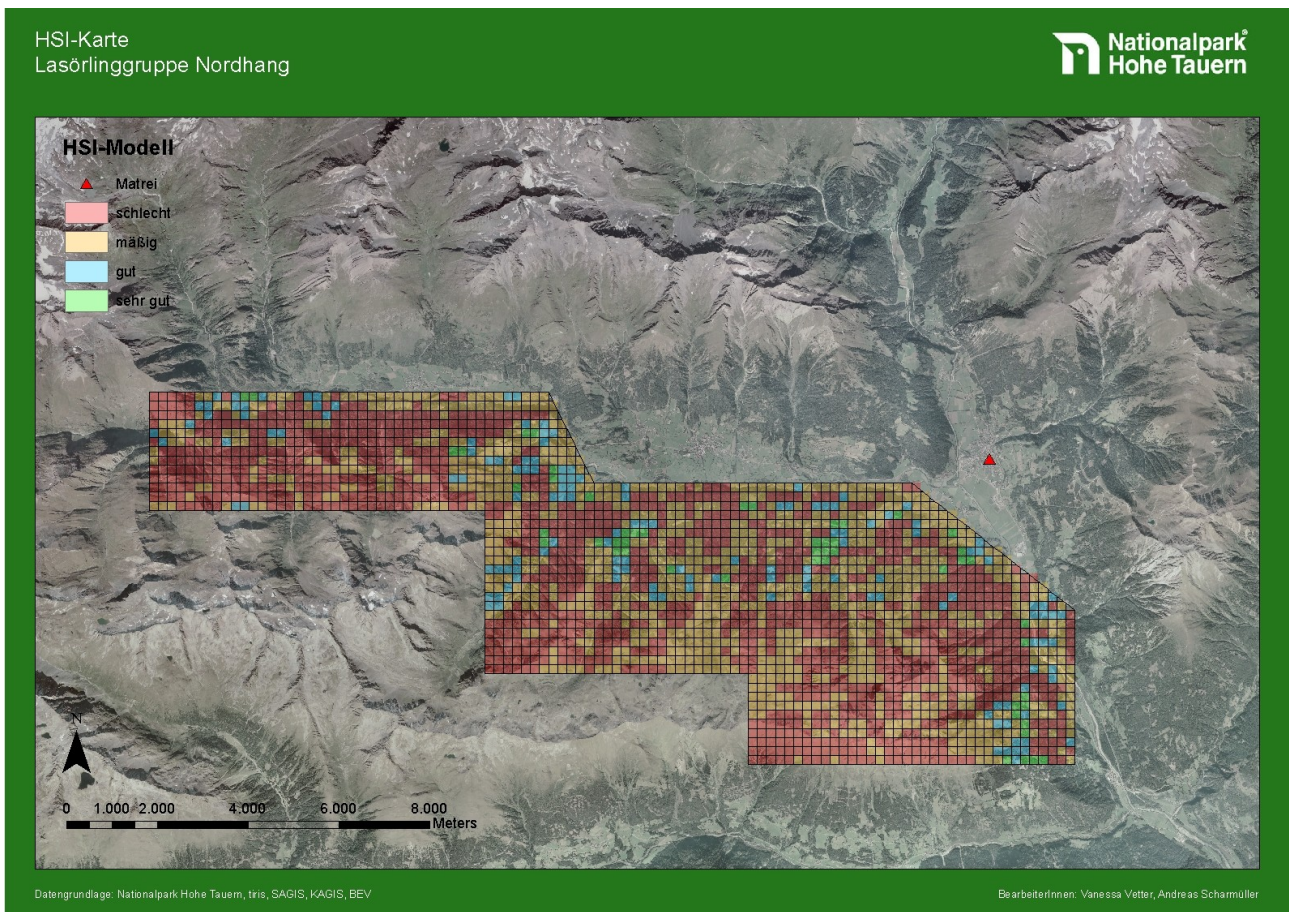 HSI-Karte
Lasörlinggruppe Nordhang
Nationalpark®
Hohe Tauern
HSI-Modell
Matrei
schlecht
mäßig
gut
sehr gut
N
0 1.000 2.000 4.000 6.000 8.000
Meters
Datengrundlage: Nationalpark Hohe Tauern, tiris, SAGIS, KAGIS, BEV
BearbeiterInnen: Vanessa Vetter, Andreas Scharmüller